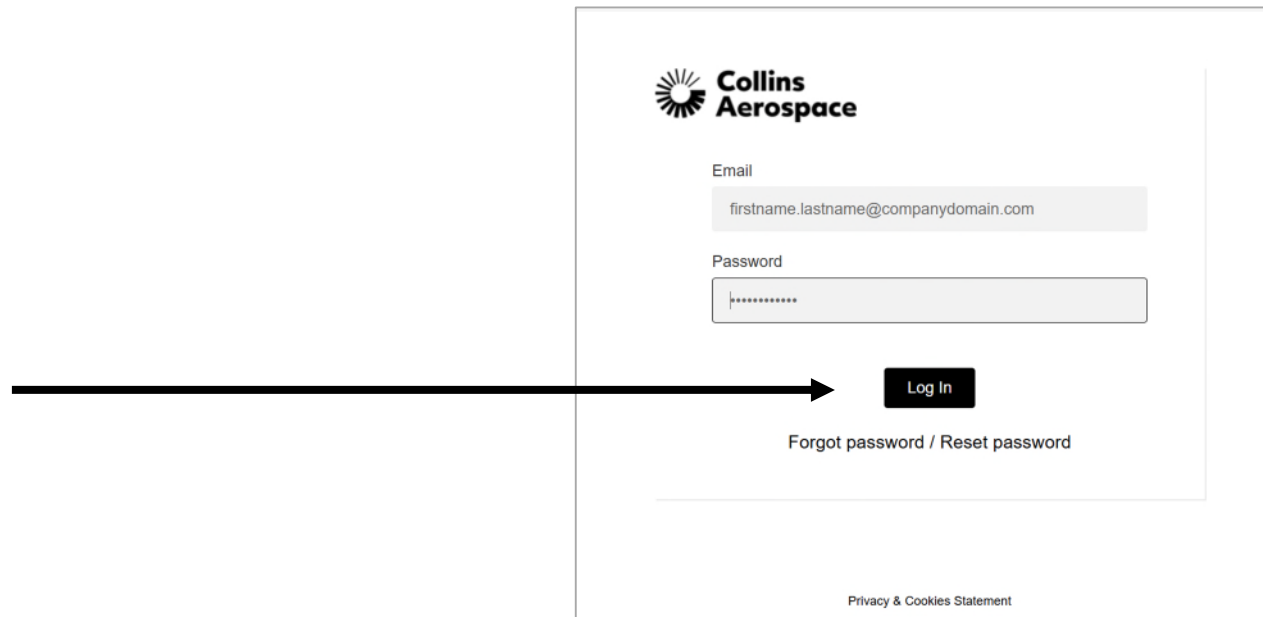 Collins
Aerospace
Email
firstname.lastname@companydomain.com
Password
••••••••••••
Log In
Forgot password / Reset password
Privacy & Cookies Statement